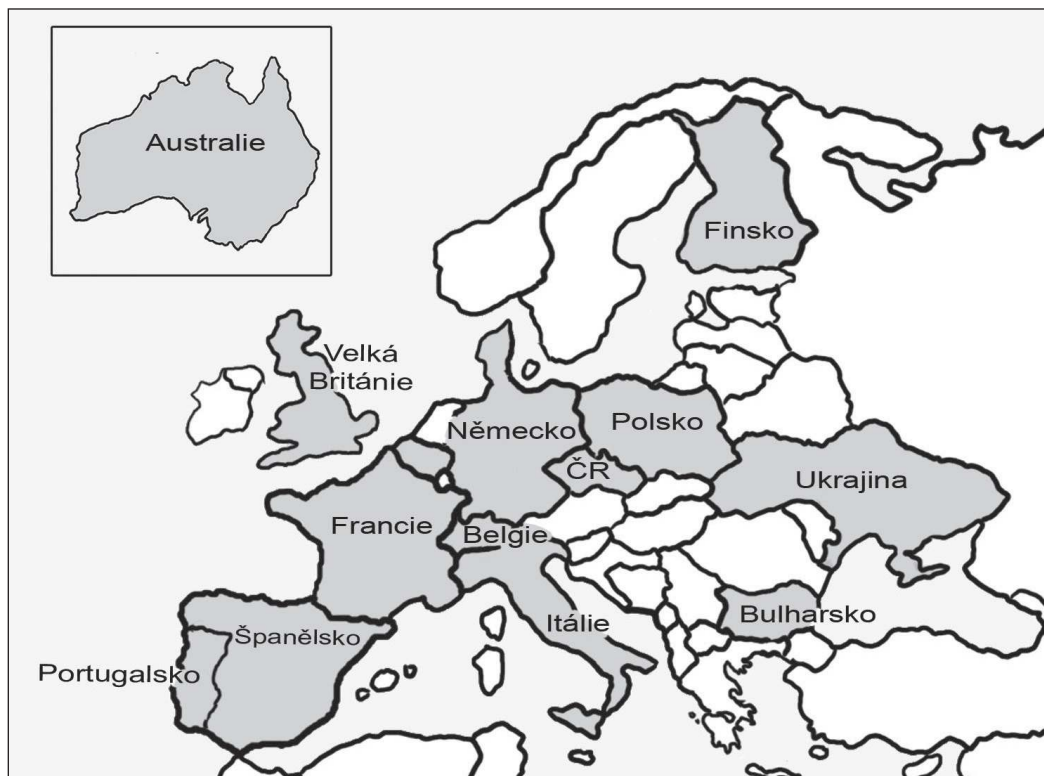 Australie
Finsko
Velká
Británie
Německo
Polsko
ČR
Ukrajina
Francie
Belgie
Bulharsko
Itálie
Španělsko
Portugalsko